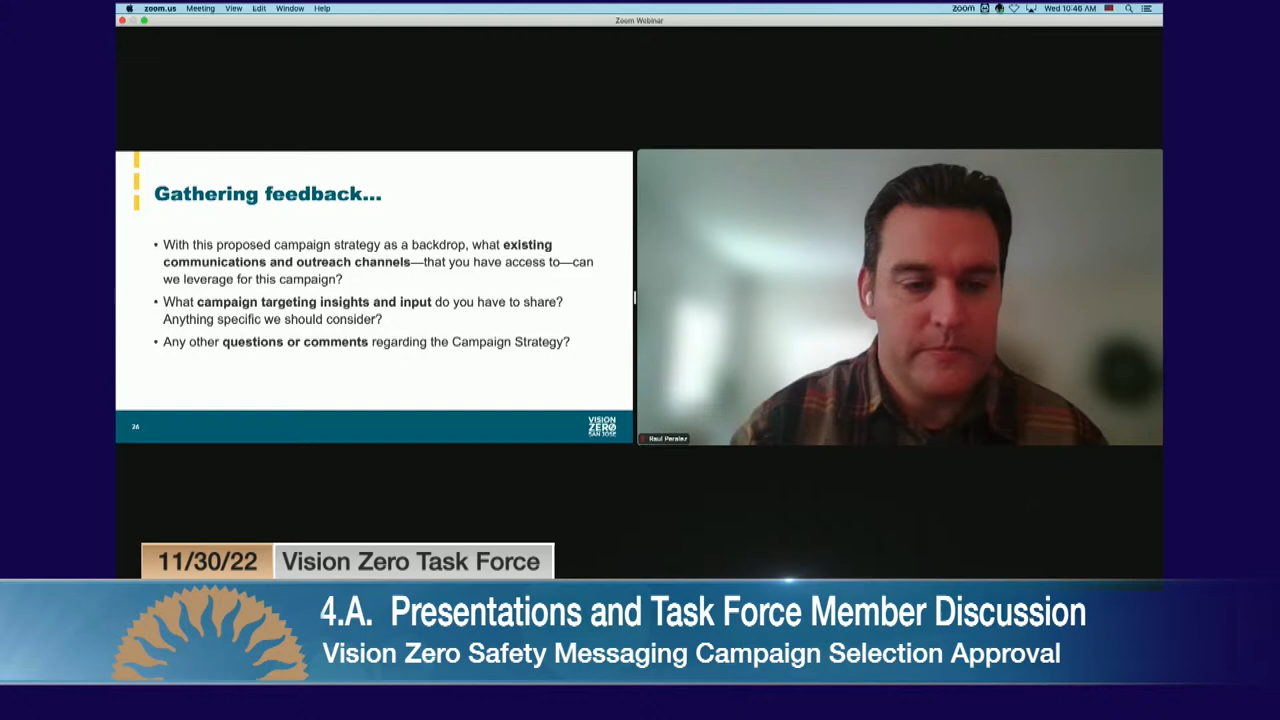 zoom.us Meeting View Edit Window Help
zoom Wed 10:46 AM
Zoom Webinar
Gathering feedback...
• With this proposed campaign strategy as a backdrop, what existing
communications and outreach channels—that you have access to—can
we leverage for this campaign?
• What campaign targeting insights and input do you have to share?
Anything specific we should consider?
• Any other questions or comments regarding the Campaign Strategy?
26
VISION
ZERO
SAN JOSE
Raul Peralez
11/30/22 Vision Zero Task Force
4.A. Presentations and Task Force Member Discussion
Vision Zero Safety Messaging Campaign Selection Approval